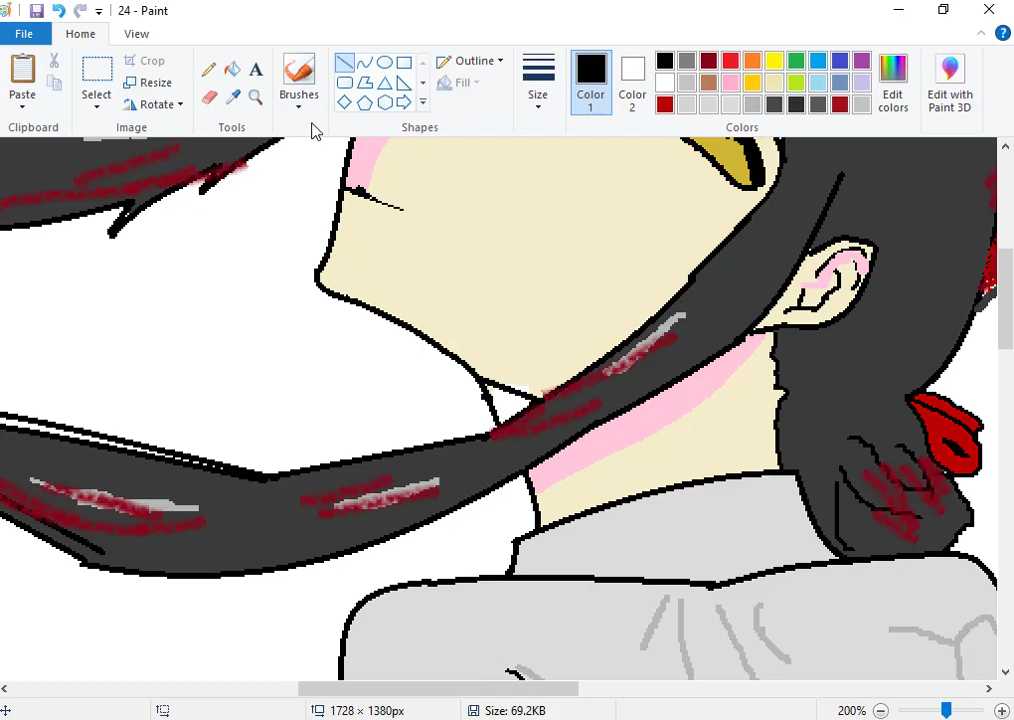 24 - Paint
File Home View
Paste
Select
Crop
Resize
Rotate
Brushes
A
Outline
Fill
Size
Color 1
Color 2
Edit colors
Edit with Paint 3D
Clipboard Image Tools Shapes Colors
1728 × 1380px
Size: 69.2KB
200%